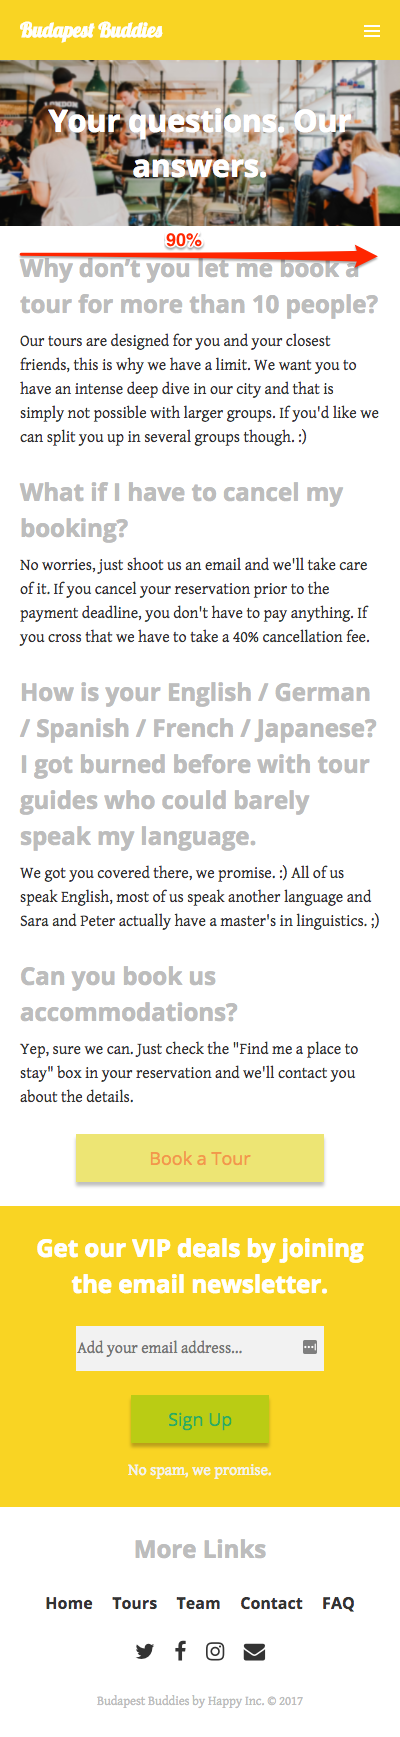 Budapest Buddies
LONDON
Your questions. Our
answers.
90%
Why don’t you let me book a
tour for more than 10 people?
Our tours are designed for you and your closest
friends, this is why we have a limit. We want you to
have an intense deep dive in our city and that is
simply not possible with larger groups. If you'd like we
can split you up in several groups though. :)
What if I have to cancel my
booking?
No worries, just shoot us an email and we'll take care
of it. If you cancel your reservation prior to the
payment deadline, you don't have to pay anything. If
you cross that we have to take a 40% cancellation fee.
How is your English / German
/ Spanish / French / Japanese?
I got burned before with tour
guides who could barely
speak my language.
We got you covered there, we promise. :) All of us
speak English, most of us speak another language and
Sara and Peter actually have a master's in linguistics. ;)
Can you book us
accommodations?
Yep, sure we can. Just check the "Find me a place to
stay" box in your reservation and we'll contact you
about the details.
Book a Tour
Get our VIP deals by joining
the email newsletter.
Add your email address...
Sign Up
No spam, we promise.
More Links
Home Tours Team Contact FAQ
Budapest Buddies by Happy Inc. © 2017